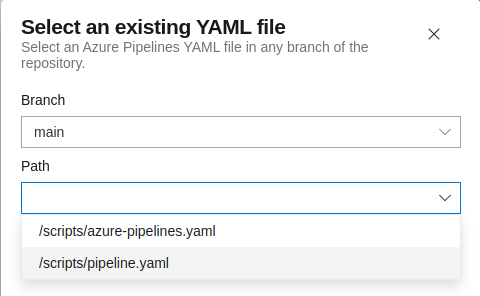 Select an existing YAML file
Select an Azure Pipelines YAML file in any branch of the
repository.
Branch
main
Path
/scripts/azure-pipelines.yaml
/scripts/pipeline.yaml